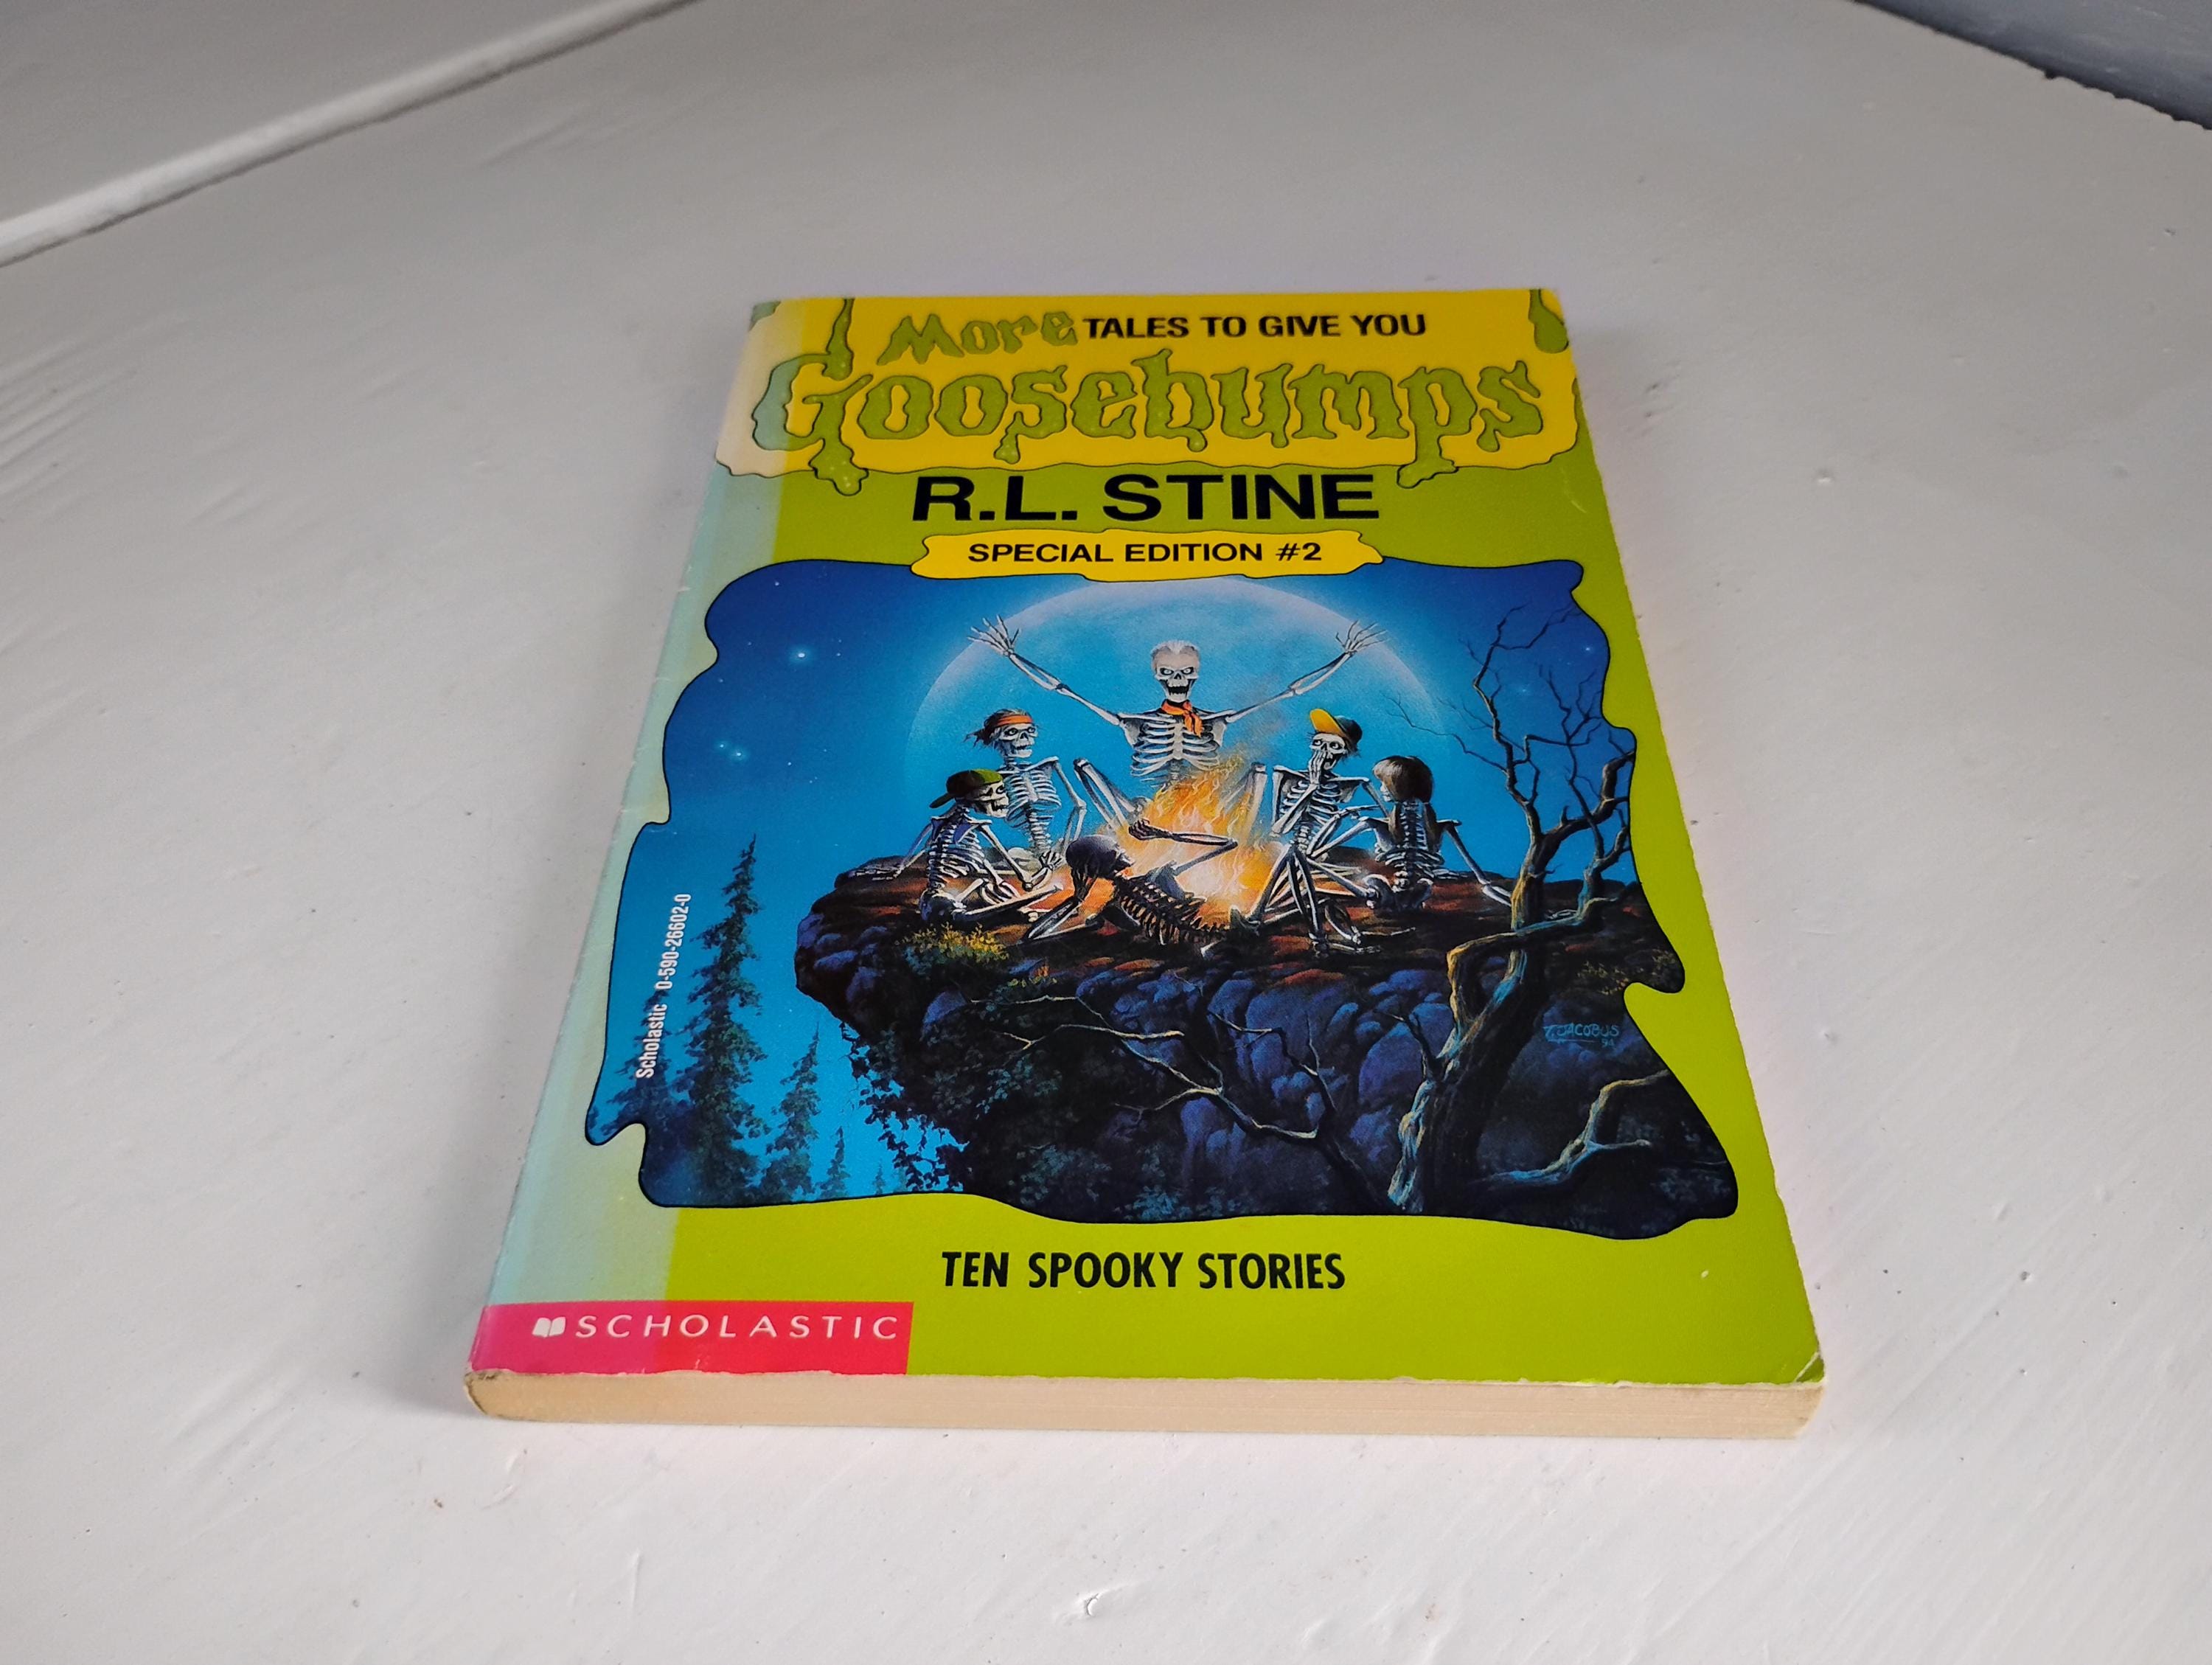 More TALES TO GIVE YOU
Goosebumps
R.L. STINE
SPECIAL EDITION #2
Scholastic 0-590-26602-0
T. JACOBUS
TEN SPOOKY STORIES
SCHOLASTIC